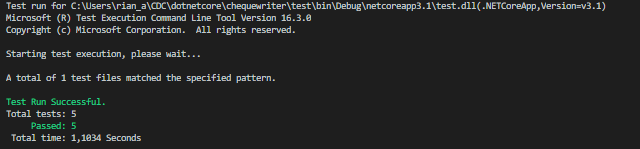 Test run for C:\Users\rian_a\CDC\dotnetcore\chequewriter\test\bin\Debug\netcoreapp3.1\test.dll(.NETCoreApp,Version=v3.1)
Microsoft (R) Test Execution Command Line Tool Version 16.3.0
Copyright (c) Microsoft Corporation.  All rights reserved.
Starting test execution, please wait...
A total of 1 test files matched the specified pattern.
Test Run Successful.
Total tests: 5
Passed: 5
Total time: 1,1034 Seconds